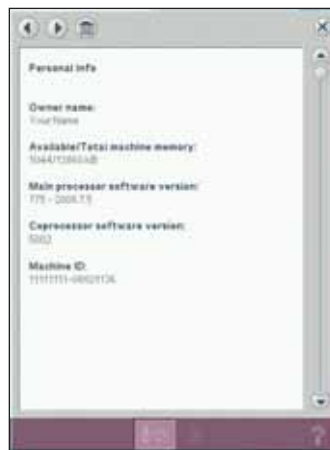 Personal info
Owner name:
Your Name
Available/Total machine memory:
Main processor software version:
Coprocessor software version:
5002
Machine ID:
?